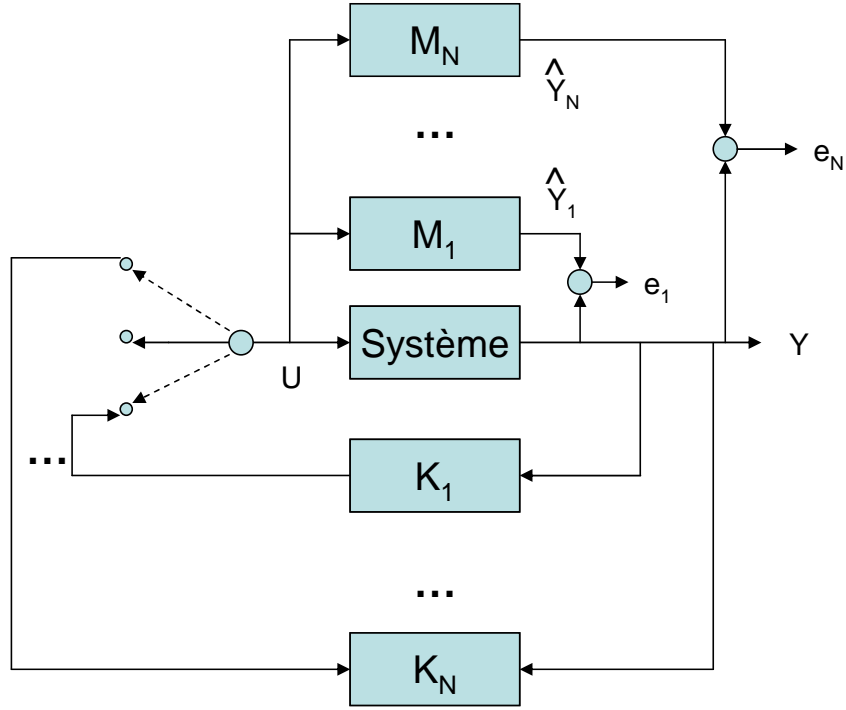 M_N
Ŷ_N
...
e_N
Ŷ_1
M_1
e_1
Système
Y
U
...
K_1
...
K_N